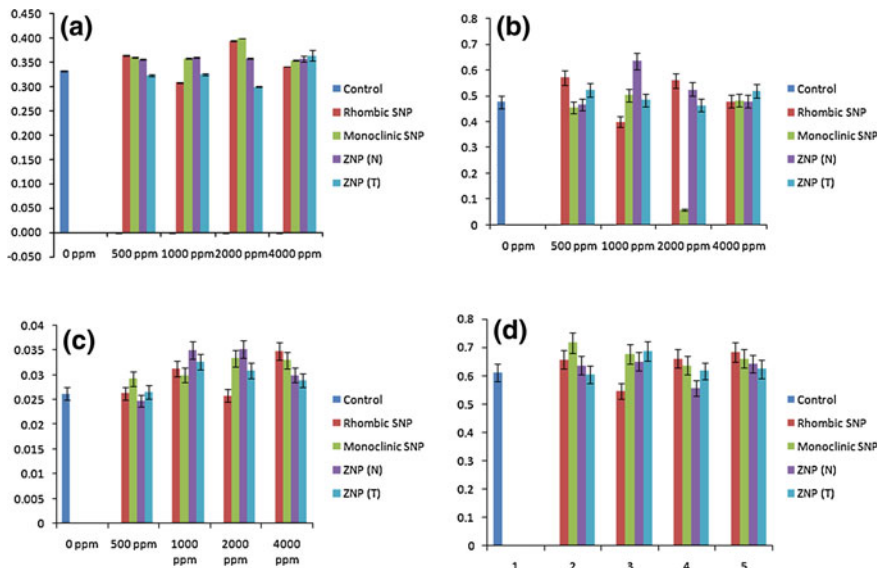 (a)
0.450
0.400
0.350
0.300
0.250
0.200
0.150
0.100
0.050
0.000
-0.050
0 ppm 500 ppm 1000 ppm 2000 ppm 4000 ppm
Control
Rhombic SNP
Monoclinic SNP
ZNP (N)
ZNP (T)
(b)
0.8
0.7
0.6
0.5
0.4
0.3
0.2
0.1
0
0 ppm 500 ppm 1000 ppm 2000 ppm 4000 ppm
Control
Rhombic SNP
Monoclinic SNP
ZNP (N)
ZNP (T)
(c)
0.04
0.035
0.03
0.025
0.02
0.015
0.01
0.005
0
0 ppm 500 ppm 1000 ppm 2000 ppm 4000 ppm
Control
Rhombic SNP
Monoclinic SNP
ZNP (N)
ZNP (T)
(d)
0.8
0.7
0.6
0.5
0.4
0.3
0.2
0.1
0
1 2 3 4 5
Control
Rhombic SNP
Monoclinic SNP
ZNP (N)
ZNP (T)